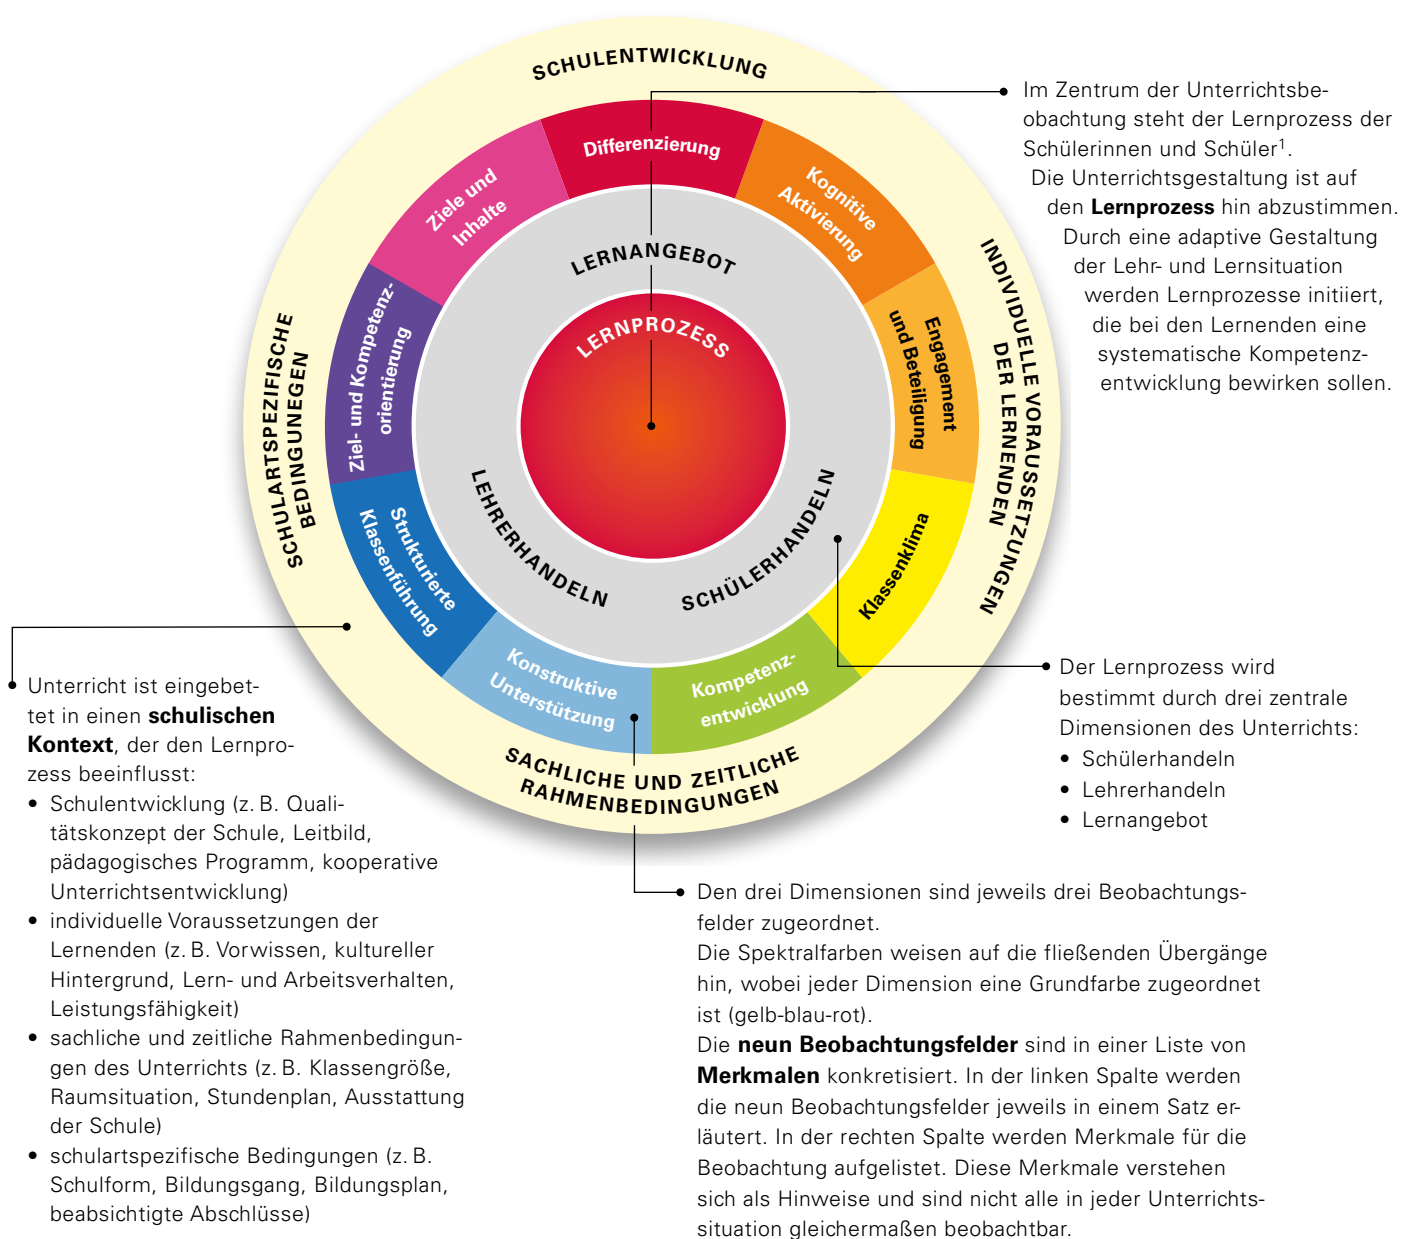 SCHULENTWICKLUNG
Differenzierung
Ziele und
Inhalte
Kognitive
Aktivierung
LERNANGEBOT
LERNPROZESS
Ziel- und Kompetenz-
orientierung
Engagement
und Beteiligung
SCHULARTSPEZIFISCHE
BEDINGUNEGEN
INDIVIDUELLE VORAUSSETZUNGEN
DER LERNENDEN
LEHRERHANDELN
SCHÜLERHANDELN
Strukturierte
Klassenführung
Klassenklima
Konstruktive
Unterstützung
Kompetenz-
entwicklung
SACHLICHE UND ZEITLICHE
RAHMENBEDINGUNGEN
Im Zentrum der Unterrichtsbe-
obachtung steht der Lernprozess der
Schülerinnen und Schüler¹.
Die Unterrichtsgestaltung ist auf
den Lernprozess hin abzustimmen.
Durch eine adaptive Gestaltung
der Lehr- und Lernsituation
werden Lernprozesse initiiert,
die bei den Lernenden eine
systematische Kompetenz-
entwicklung bewirken sollen.
Der Lernprozess wird
bestimmt durch drei zentrale
Dimensionen des Unterrichts:
• Schülerhandeln
• Lehrerhandeln
• Lernangebot
Unterricht ist eingebet-
tet in einen schulischen
Kontext, der den Lernpro-
zess beeinflusst:
• Schulentwicklung (z. B. Quali-
tätskonzept der Schule, Leitbild,
pädagogisches Programm, kooperative
Unterrichtsentwicklung)
• individuelle Voraussetzungen der
Lernenden (z. B. Vorwissen, kultureller
Hintergrund, Lern- und Arbeitsverhalten,
Leistungsfähigkeit)
• sachliche und zeitliche Rahmenbedingun-
gen des Unterrichts (z. B. Klassengröße,
Raumsituation, Stundenplan, Ausstattung
der Schule)
• schulartspezifische Bedingungen (z. B.
Schulform, Bildungsgang, Bildungsplan,
beabsichtigte Abschlüsse)
Den drei Dimensionen sind jeweils drei Beobachtungs-
felder zugeordnet.
Die Spektralfarben weisen auf die fließenden Übergänge
hin, wobei jeder Dimension eine Grundfarbe zugeordnet
ist (gelb-blau-rot).
Die neun Beobachtungsfelder sind in einer Liste von
Merkmalen konkretisiert. In der linken Spalte werden
die neun Beobachtungsfelder jeweils in einem Satz er-
läutert. In der rechten Spalte werden Merkmale für die
Beobachtung aufgelistet. Diese Merkmale verstehen
sich als Hinweise und sind nicht alle in jeder Unterrichts-
situation gleichermaßen beobachtbar.